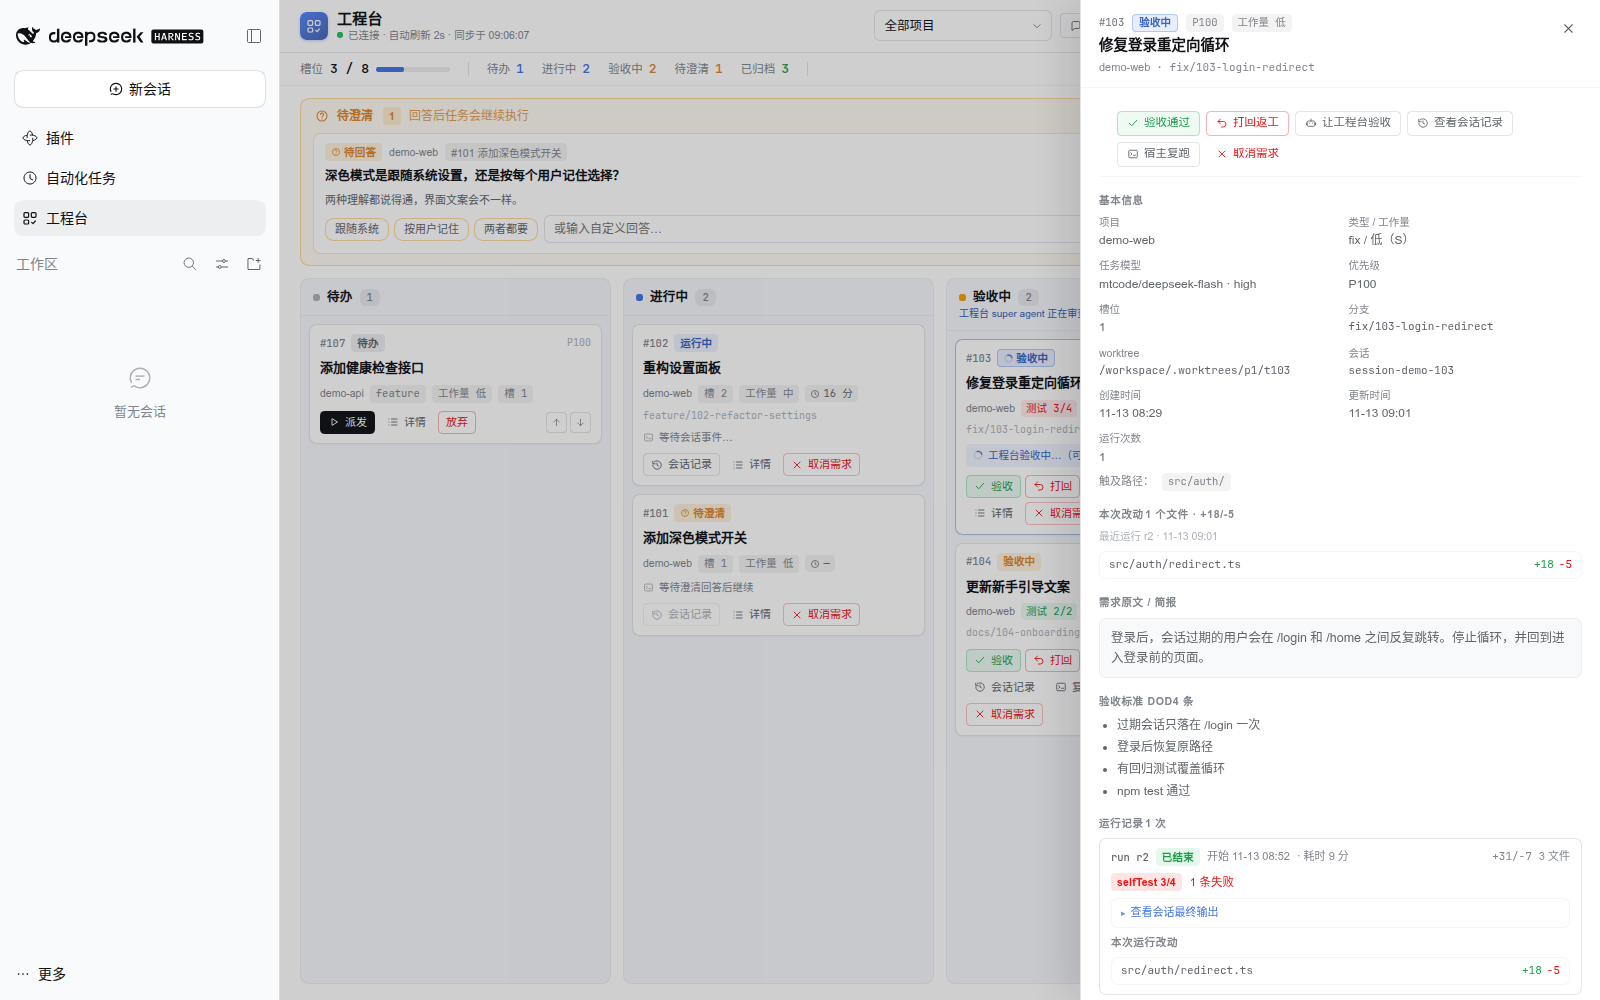 deepseek HARNESS
新会话
插件
自动化任务
工程台
工作区
暂无会话
··· 更多
工程台
已连接 · 自动刷新 2s · 同步于 09:06:07
全部项目
槽位 3 / 8
待办 1
进行中 2
验收中 2
待澄清 1
已归档 3
待澄清 1 回答后任务会继续执行
待回答 demo-web #101 添加深色模式开关
深色模式是跟随系统设置，还是按每个用户记住选择？
两种理解都说得通，界面文案会不一样。
跟随系统 按用户记住 两者都要 或输入自定义回答…
待办 1
#107 待办 P100
添加健康检查接口
demo-api feature 工作量 低 槽 1
派发 详情 放弃
进行中 2
#102 运行中
重构设置面板
demo-web 槽 2 工作量 中 16 分
feature/102-refactor-settings
等待会话事件…
会话记录 详情 取消需求
#101 待澄清
添加深色模式开关
demo-web 槽 1 工作量 低 —
等待澄清回答后继续
会话记录 详情 取消需求
验收中 2
工程台 super agent 正在审
#103 验收中
修复登录重定向循环
demo-web 测试 3/4
fix/103-login-redir
工程台验收中…（可
验收 打回
详情 取消需
#104 验收中
更新新手引导文案
demo-web 测试 2/2
docs/104-onboarding
验收 打回
会话记录
取消需求
#103 验收中 P100 工作量 低
修复登录重定向循环
demo-web · fix/103-login-redirect
验收通过 打回返工 让工程台验收 查看会话记录
宿主复跑 取消需求
基本信息
项目
demo-web
类型 / 工作量
fix / 低（S）
任务模型
mtcode/deepseek-flash · high
优先级
P100
槽位
1
分支
fix/103-login-redirect
worktree
/workspace/.worktrees/p1/t103
会话
session-demo-103
创建时间
11-13 08:29
更新时间
11-13 09:01
运行次数
1
触及路径： src/auth/
本次改动 1 个文件 · +18/-5
最近运行 r2 · 11-13 09:01
src/auth/redirect.ts +18 -5
需求原文 / 简报
登录后，会话过期的用户会在 /login 和 /home 之间反复跳转。停止循环，并回到进
入登录前的页面。
验收标准 DOD4 条
• 过期会话只落在 /login 一次
• 登录后恢复原路径
• 有回归测试覆盖循环
• npm test 通过
运行记录 1 次
run r2 已结束 开始 11-13 08:52 · 耗时 9 分 +31/-7 3 文件
selfTest 3/4 1 条失败
▸ 查看会话最终输出
本次运行改动
src/auth/redirect.ts +18 -5